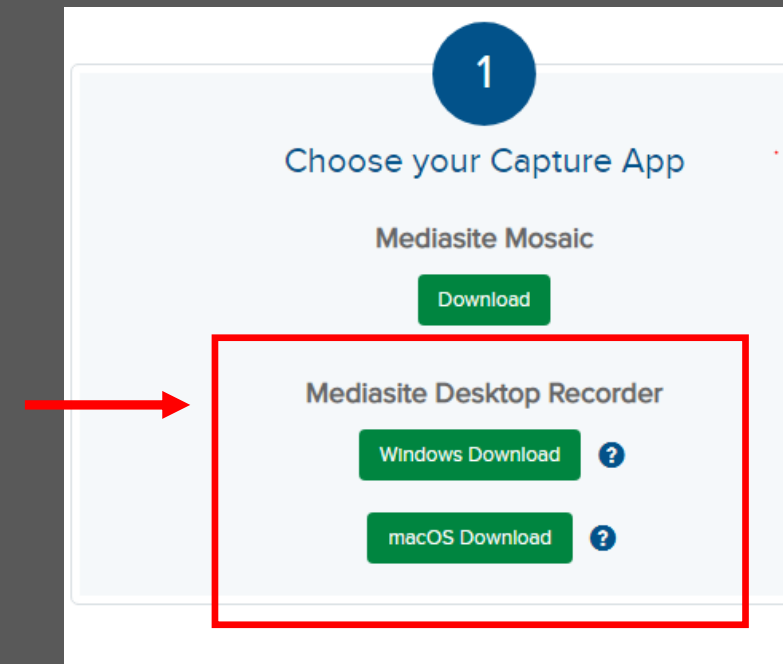 1
Choose your Capture App
Mediasite Mosaic
Download
Mediasite Desktop Recorder
Windows Download ?
macOS Download ?